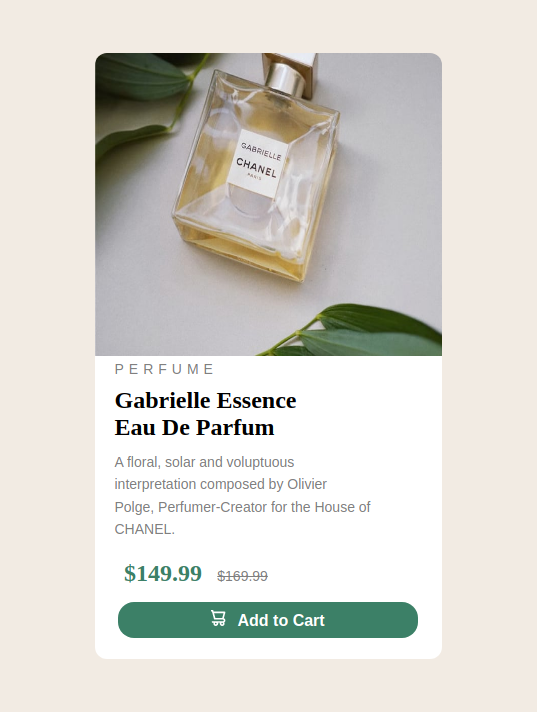 GABRIELLE
CHANEL
PARIS
PERFUME
Gabrielle Essence
Eau De Parfum
A floral, solar and voluptuous
interpretation composed by Olivier
Polge, Perfumer-Creator for the House of
CHANEL.
$149.99 $169.99
Add to Cart